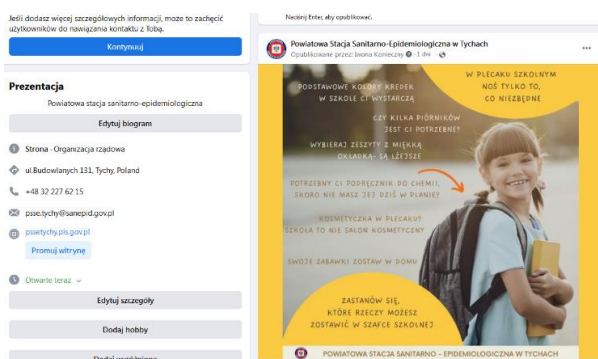 Jeśli dodasz więcej szczegółowych informacji, może to zachęcić
użytkowników do nawiązania kontaktu z Tobą.
Kontynuuj
Prezentacja
Powiatowa stacja sanitarno-epidemiologiczna
Edytuj biogram
Strona · Organizacja rządowa
ul.Budowlanych 131, Tychy, Poland
+48 32 227 62 15
psse.tychy@sanepid.gov.pl
pssetychy.pis.gov.pl
Promuj witrynę
Otwarte teraz
Edytuj szczegóły
Dodaj hobby
Dodaj wyróżnione
Naciśnij Enter, aby opublikować.
Powiatowa Stacja Sanitarno-Epidemiologiczna w Tychach
Opublikowane przez: Iwona Konieczny · 1 dni ·
W PLECAKU SZKOLNYM
NOŚ TYLKO TO,
CO NIEZBĘDNE
PODSTAWOWE KOLORY KREDEK
W SZKOLE CI WYSTARCZĄ
CZY KILKA PIÓRNIKÓW
JEST CI POTRZEBNE?
WYBIERAJ ZESZYTY Z MIĘKKĄ
OKŁADKĄ- SĄ LŻEJSZE
POTRZEBNY CI PODRĘCZNIK DO CHEMII,
SKORO NIE MASZ JEJ DZIŚ W PLANIE?
KOSMETYCZKA W PLECAKU?
SZKOŁA TO NIE SALON KOSMETYCZNY
SWOJE ZABAWKI ZOSTAW W DOMU
ZASTANÓW SIĘ,
KTÓRE RZECZY MOŻESZ
ZOSTAWIĆ W SZAFCE SZKOLNEJ
POWIATOWA STACJA SANITARNO - EPIDEMIOLOGICZNA W TYCHACH